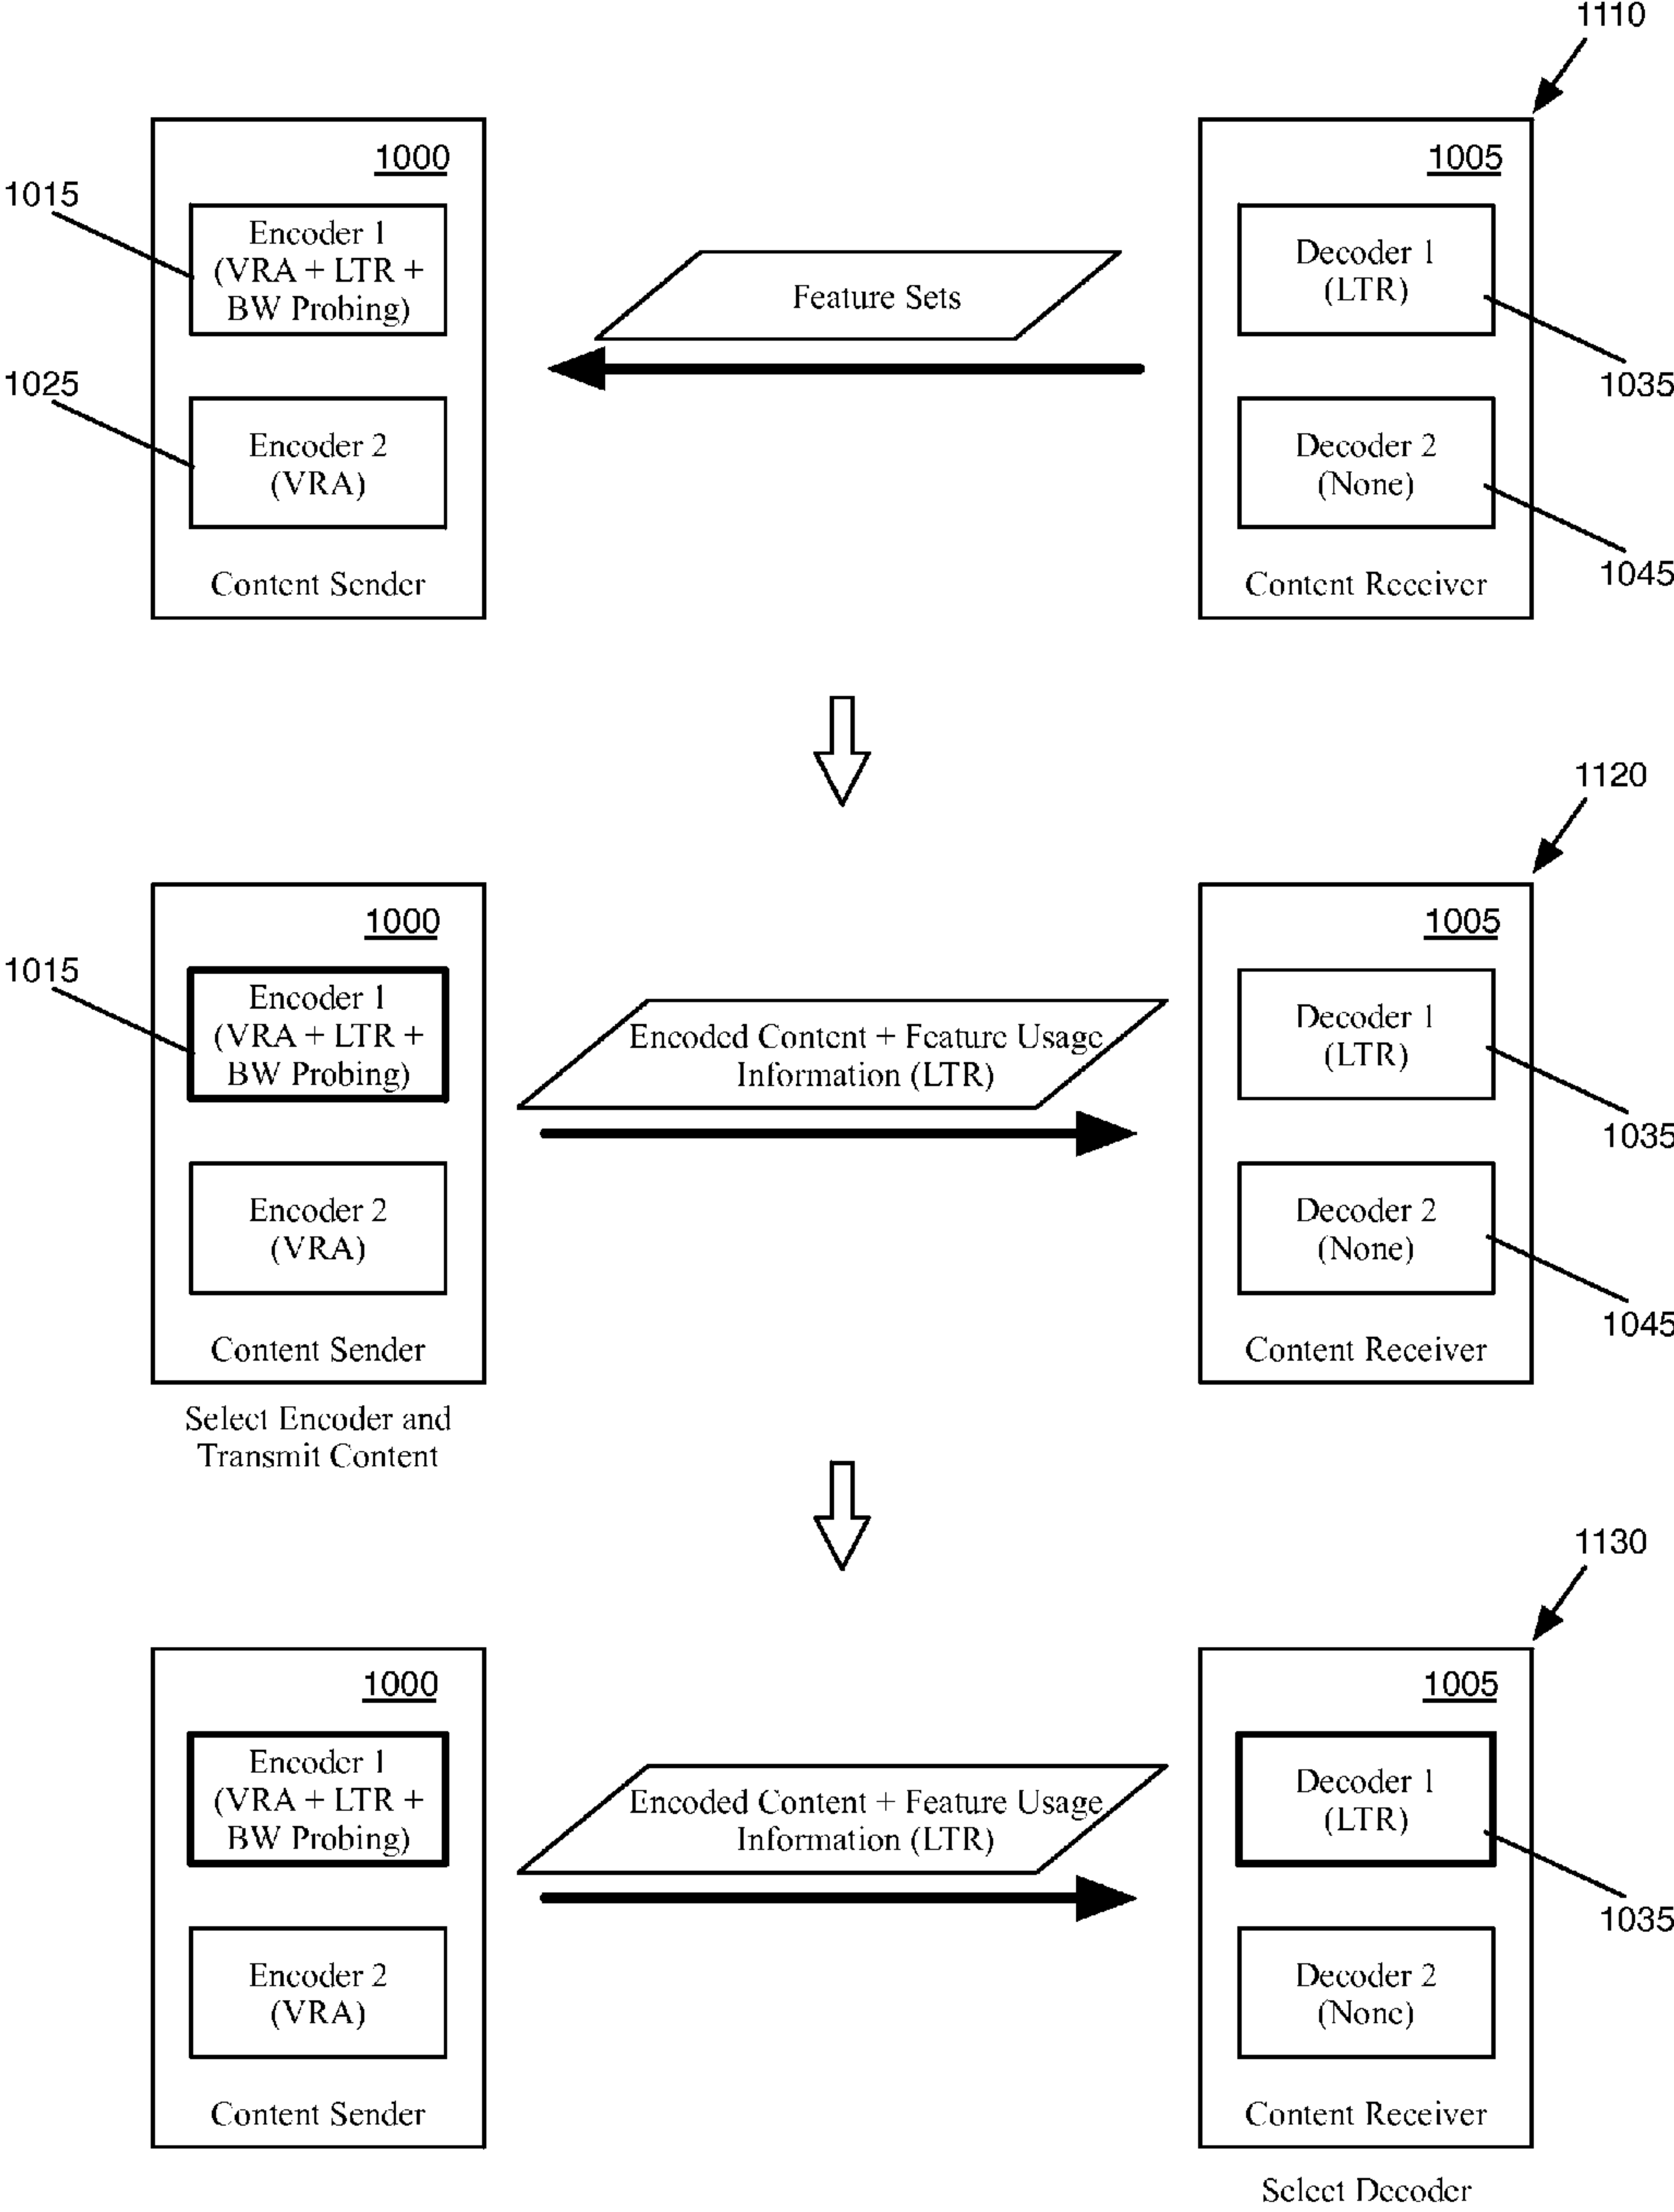 1110
1000
1005
1015
Encoder 1
(VRA + LTR +
BW Probing)
Feature Sets
Decoder 1
(LTR)
1035
1025
Encoder 2
(VRA)
Decoder 2
(None)
1045
Content Sender
Content Receiver
1120
1000
1005
1015
Encoder 1
(VRA + LTR +
BW Probing)
Encoded Content + Feature Usage
Information (LTR)
Decoder 1
(LTR)
1035
Encoder 2
(VRA)
Decoder 2
(None)
1045
Content Sender
Content Receiver
Select Encoder and
Transmit Content
1130
1000
1005
Encoder 1
(VRA + LTR +
BW Probing)
Encoded Content + Feature Usage
Information (LTR)
Decoder 1
(LTR)
1035
Encoder 2
(VRA)
Decoder 2
(None)
Content Sender
Content Receiver
Select Decoder